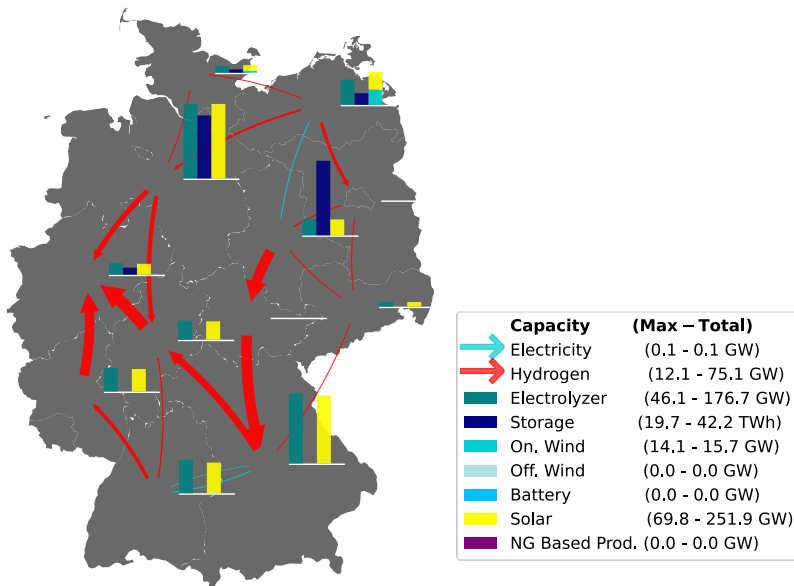 Capacity (Max − Total)
Electricity (0.1 - 0.1 GW)
Hydrogen (12.1 - 75.1 GW)
Electrolyzer (46.1 - 176.7 GW)
Storage (19.7 - 42.2 TWh)
On. Wind (14.1 - 15.7 GW)
Off. Wind (0.0 - 0.0 GW)
Battery (0.0 - 0.0 GW)
Solar (69.8 - 251.9 GW)
NG Based Prod. (0.0 - 0.0 GW)